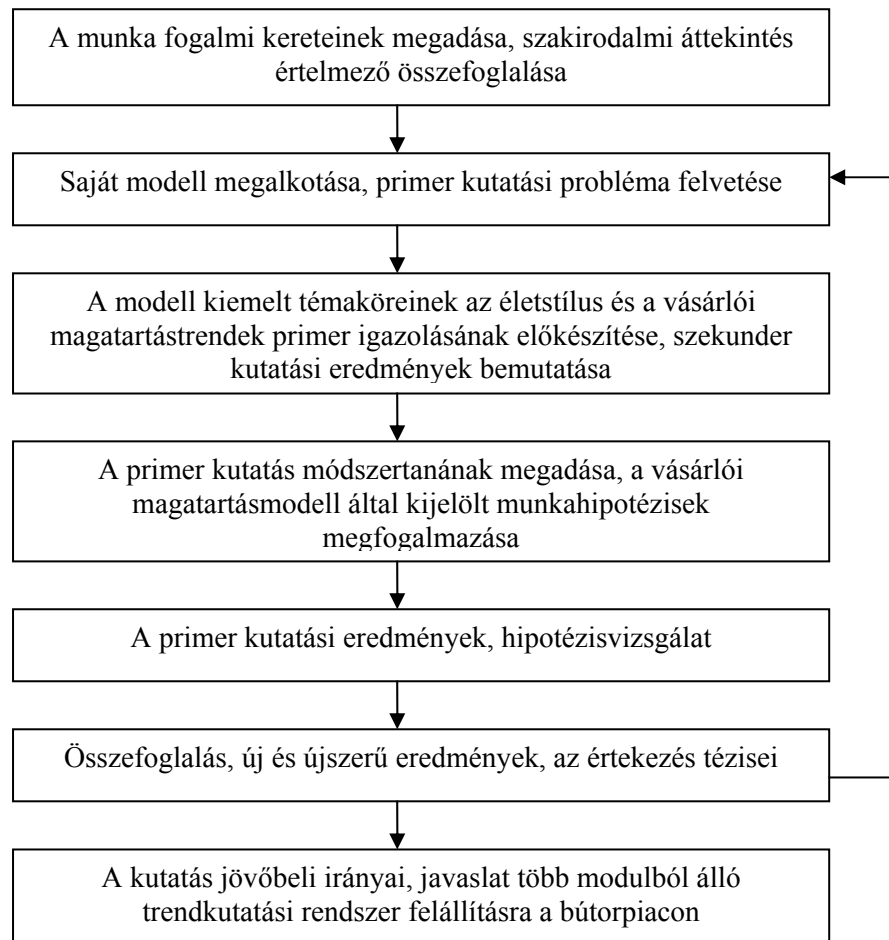 A munka fogalmi kereteinek megadása, szakirodalmi áttekintés
értelmező összefoglalása
Saját modell megalkotása, primer kutatási probléma felvetése
A modell kiemelt témaköreinek az életstílus és a vásárlói
magatartástrendek primer igazolásának előkészítése, szekunder
kutatási eredmények bemutatása
A primer kutatás módszertanának megadása, a vásárlói
magatartásmodell által kijelölt munkahipotézisek
megfogalmazása
A primer kutatási eredmények, hipotézisvizsgálat
Összefoglalás, új és újszerű eredmények, az értekezés tézisei
A kutatás jövőbeli irányai, javaslat több modulból álló
trendkutatási rendszer felállításra a bútorpiacon